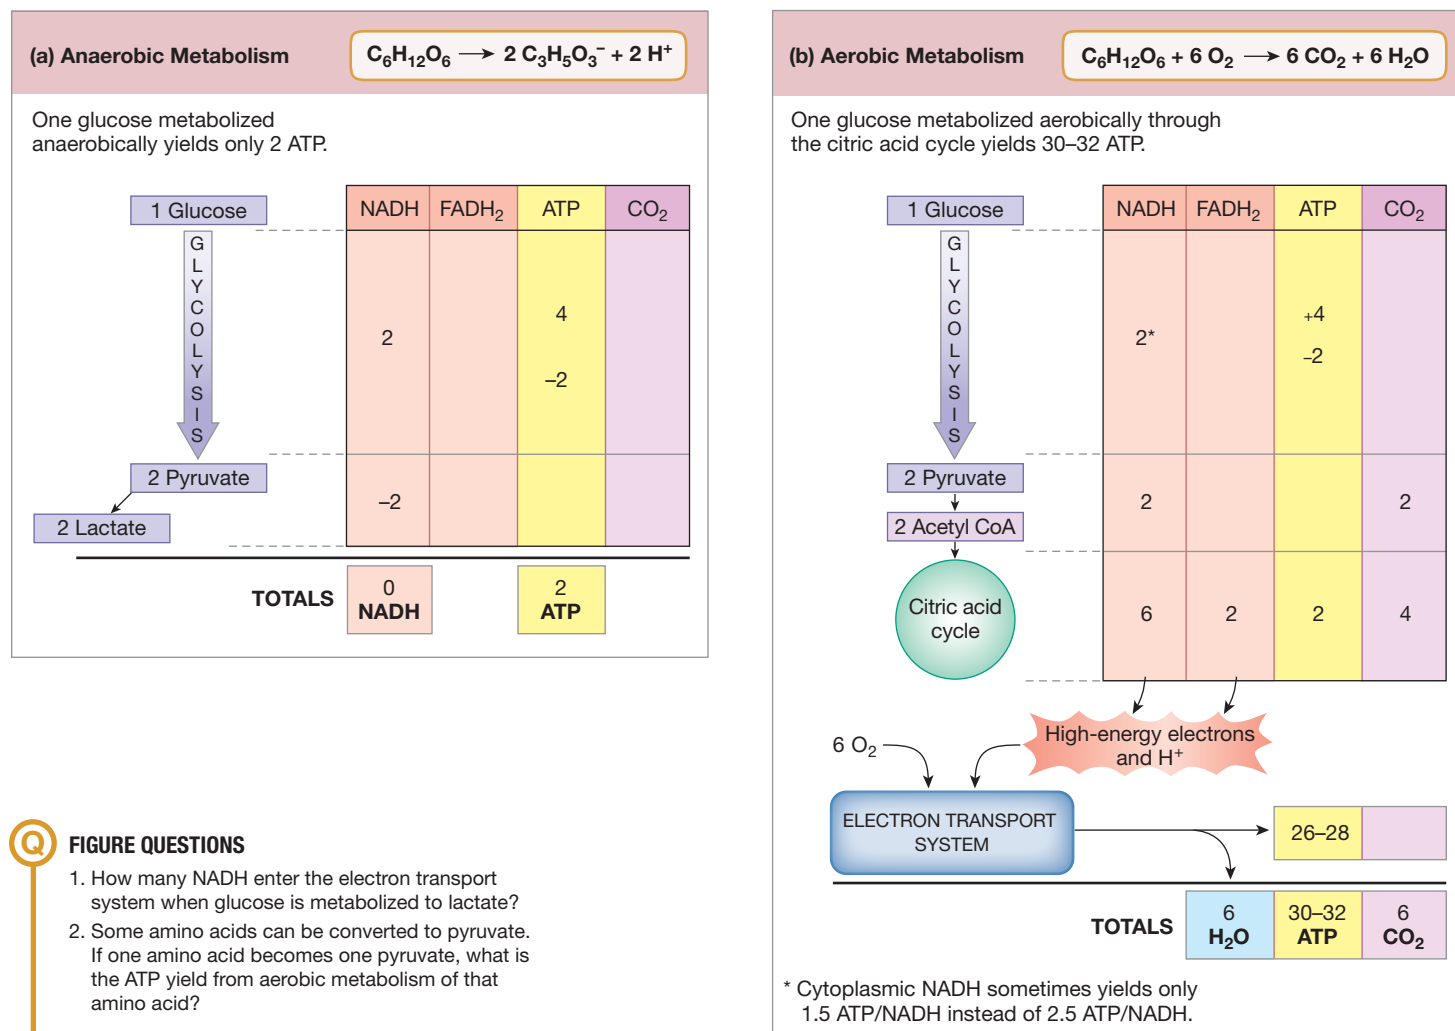 (a) Anaerobic Metabolism
C₆H₁₂O₆ ⟶ 2 C₃H₅O₃⁻ + 2 H⁺
One glucose metabolized
anaerobically yields only 2 ATP.
NADH FADH₂ ATP CO₂
1 Glucose
GLYCOLYSIS
4
2
–2
2 Pyruvate
–2
2 Lactate
TOTALS
0
NADH
2
ATP
Q
FIGURE QUESTIONS
1. How many NADH enter the electron transport
system when glucose is metabolized to lactate?
2. Some amino acids can be converted to pyruvate.
If one amino acid becomes one pyruvate, what is
the ATP yield from aerobic metabolism of that
amino acid?
(b) Aerobic Metabolism
C₆H₁₂O₆ + 6 O₂ ⟶ 6 CO₂ + 6 H₂O
One glucose metabolized aerobically through
the citric acid cycle yields 30–32 ATP.
NADH FADH₂ ATP CO₂
1 Glucose
GLYCOLYSIS
+4
2*
–2
2 Pyruvate
2 2
2 Acetyl CoA
Citric acid
cycle
6 2 2 4
High-energy electrons
and H⁺
6 O₂
ELECTRON TRANSPORT
SYSTEM
26–28
TOTALS
6
H₂O
30–32
ATP
6
CO₂
* Cytoplasmic NADH sometimes yields only
1.5 ATP/NADH instead of 2.5 ATP/NADH.